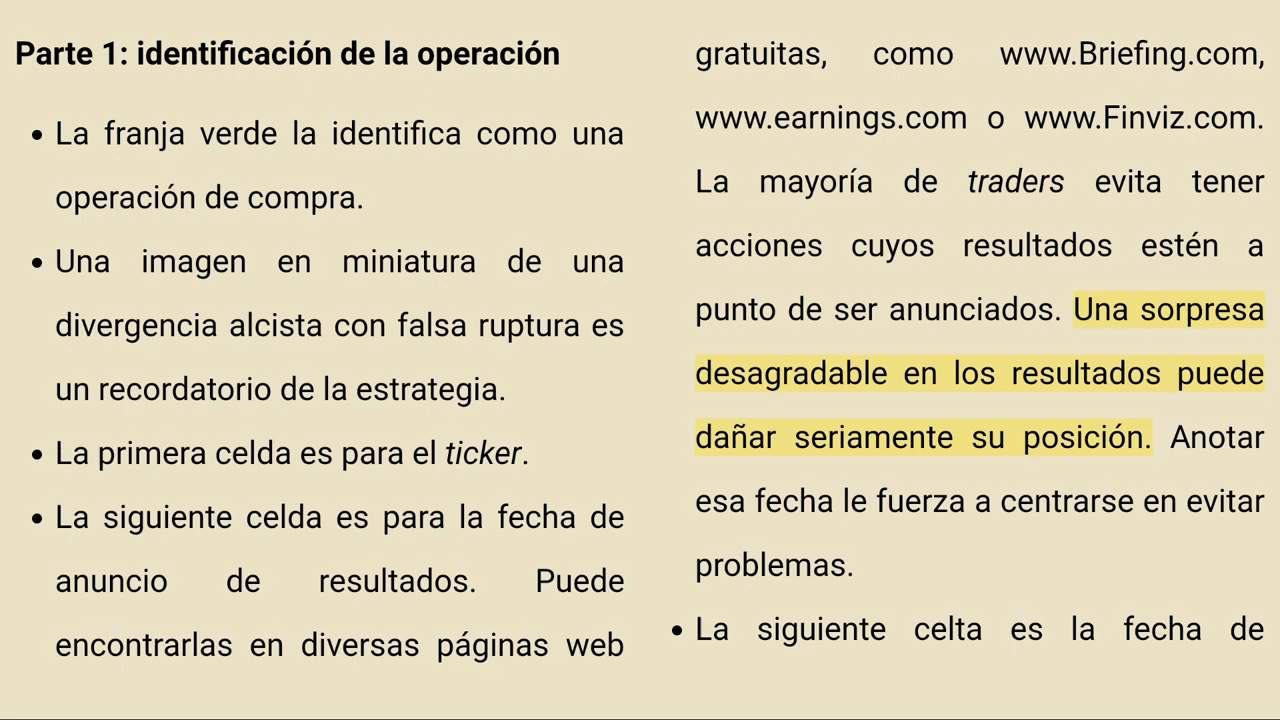 Parte 1: identificación de la operación
• La franja verde la identifica como una
operación de compra.
• Una imagen en miniatura de una
divergencia alcista con falsa ruptura es
un recordatorio de la estrategia.
• La primera celda es para el ticker.
• La siguiente celda es para la fecha de
anuncio de resultados. Puede
encontrarlas en diversas páginas web
gratuitas, como www.Briefing.com,
www.earnings.com o www.Finviz.com.
La mayoría de traders evita tener
acciones cuyos resultados estén a
punto de ser anunciados. Una sorpresa
desagradable en los resultados puede
dañar seriamente su posición. Anotar
esa fecha le fuerza a centrarse en evitar
problemas.
• La siguiente celta es la fecha de